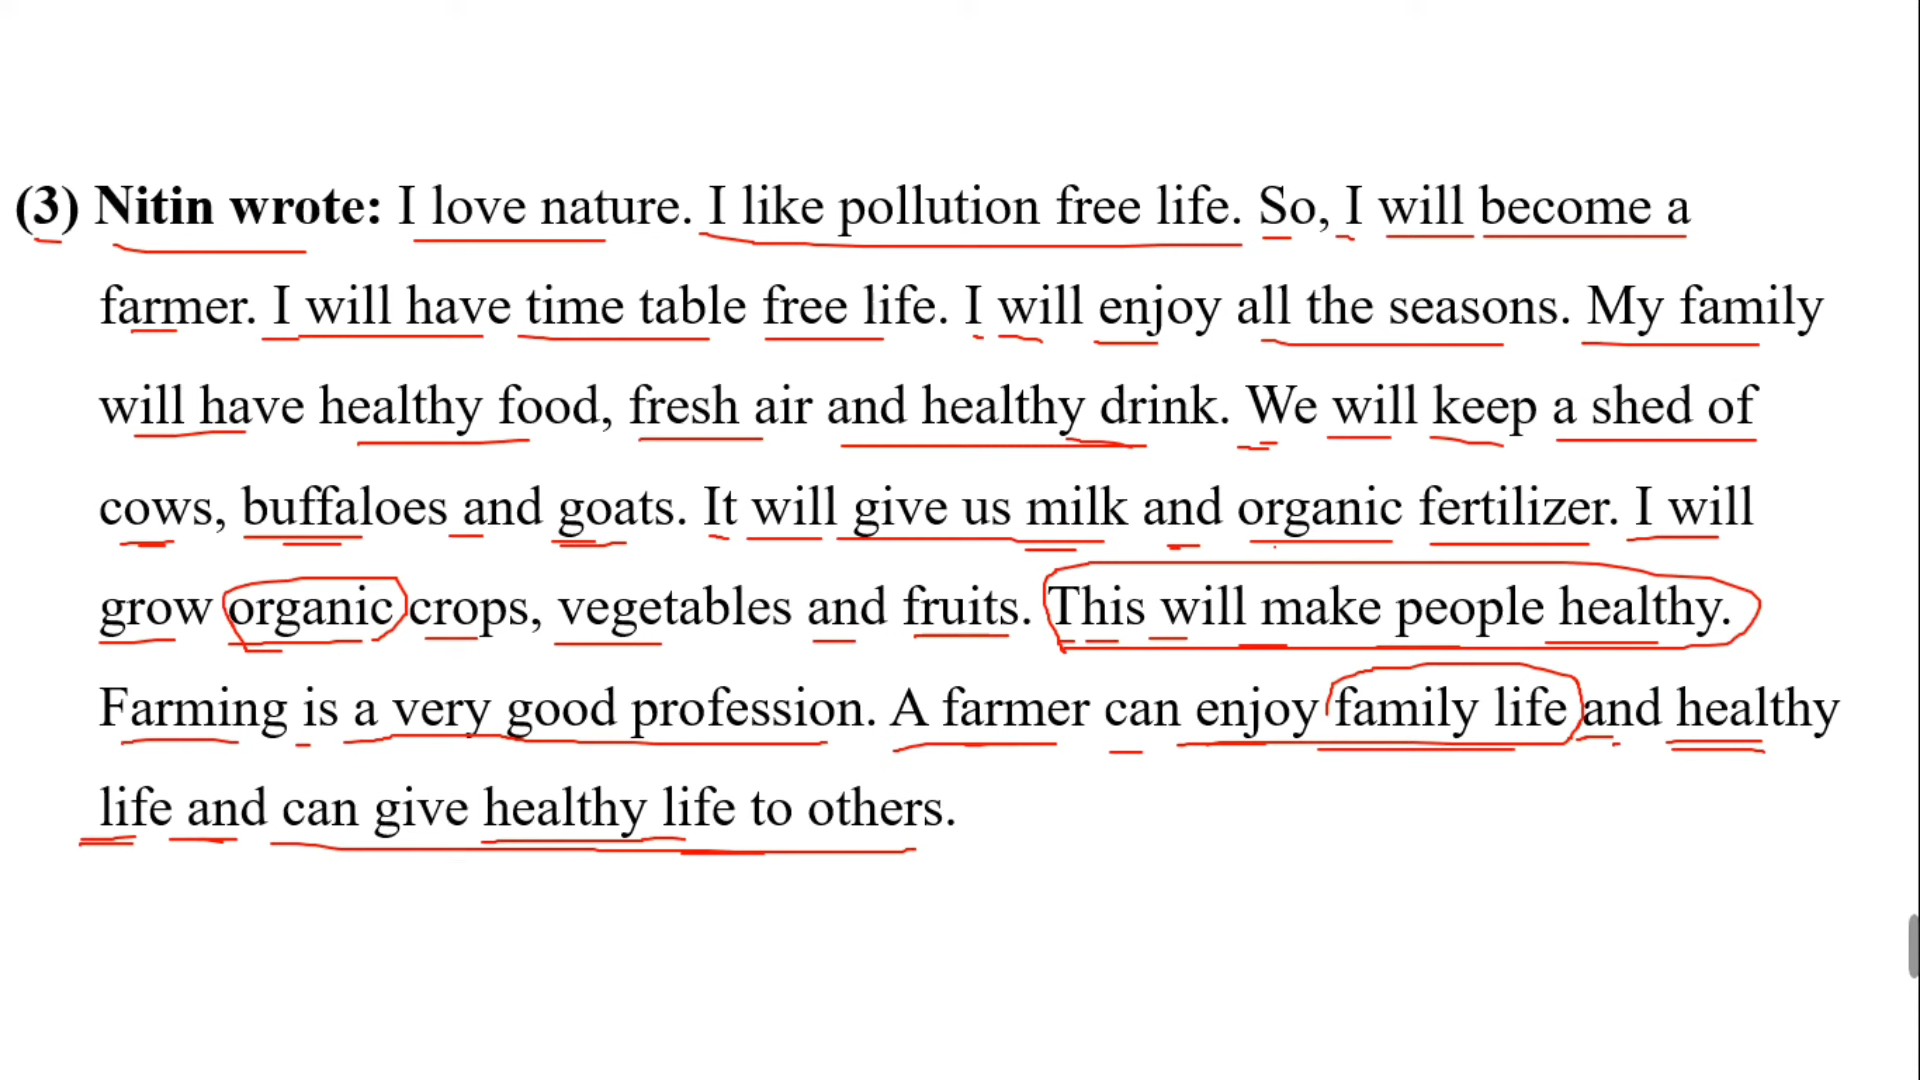 (3) Nitin wrote: I love nature. I like pollution free life. So, I will become a
farmer. I will have time table free life. I will enjoy all the seasons. My family
will have healthy food, fresh air and healthy drink. We will keep a shed of
cows, buffaloes and goats. It will give us milk and organic fertilizer. I will
grow organic crops, vegetables and fruits. This will make people healthy.
Farming is a very good profession. A farmer can enjoy family life and healthy
life and can give healthy life to others.